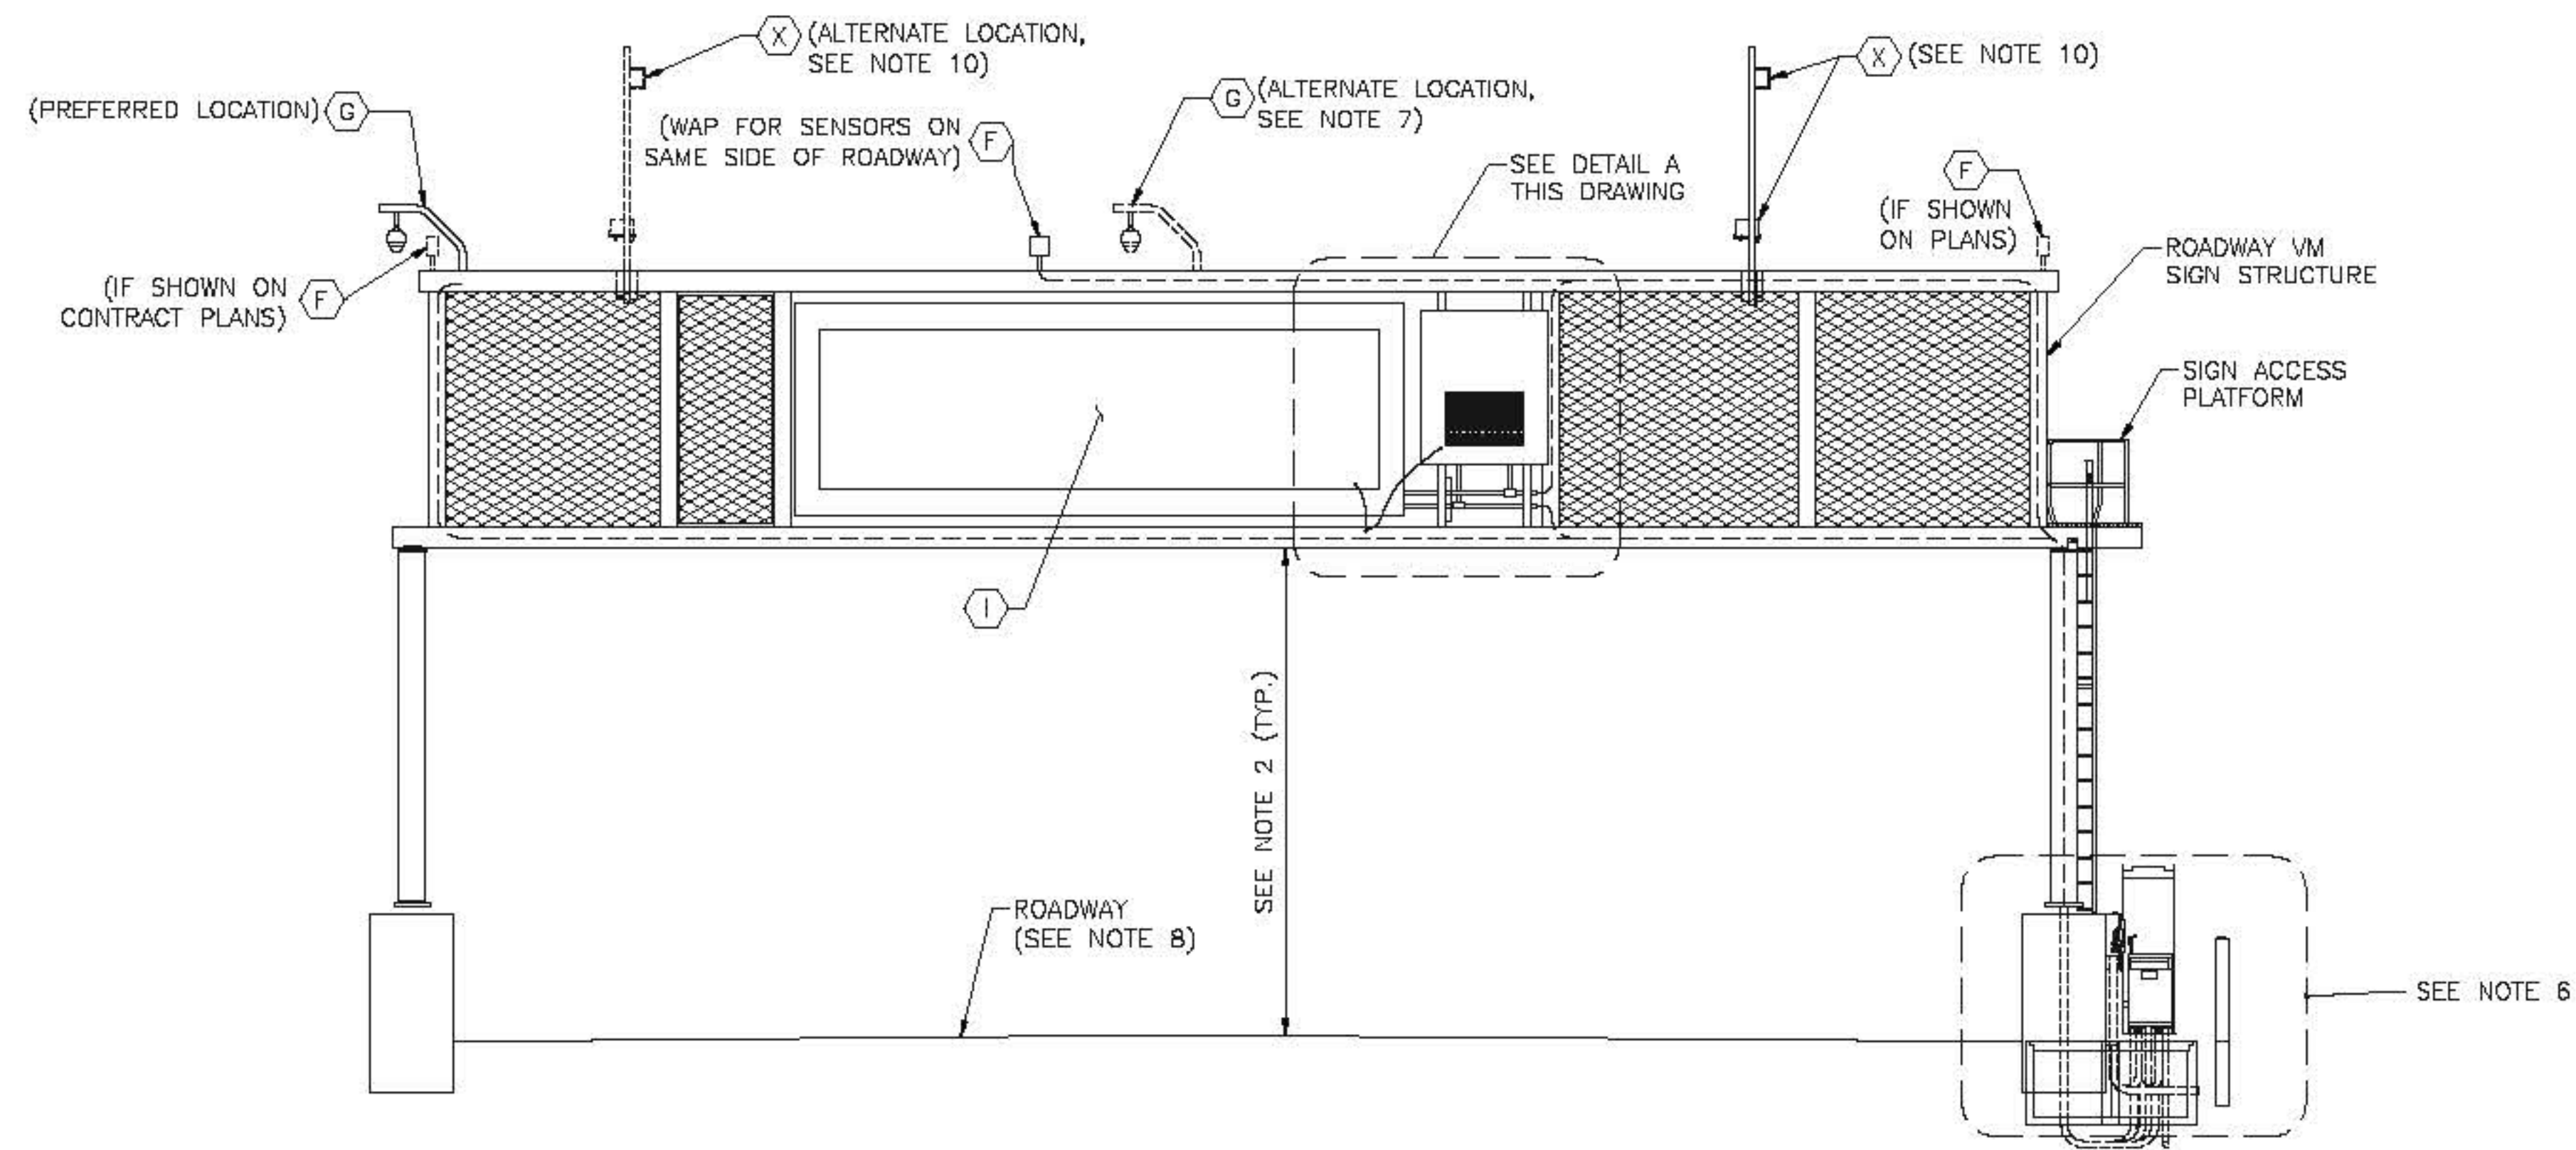 X (ALTERNATE LOCATION,
SEE NOTE 10)
X (SEE NOTE 10)
(PREFERRED LOCATION) G
G (ALTERNATE LOCATION,
SEE NOTE 7)
(WAP FOR SENSORS ON
SAME SIDE OF ROADWAY) F
SEE DETAIL A
THIS DRAWING
F
(IF SHOWN
ON PLANS)
ROADWAY VM
SIGN STRUCTURE
(IF SHOWN ON
CONTRACT PLANS) F
SIGN ACCESS
PLATFORM
I
SEE NOTE 2 (TYP.)
ROADWAY
(SEE NOTE 8)
SEE NOTE 6